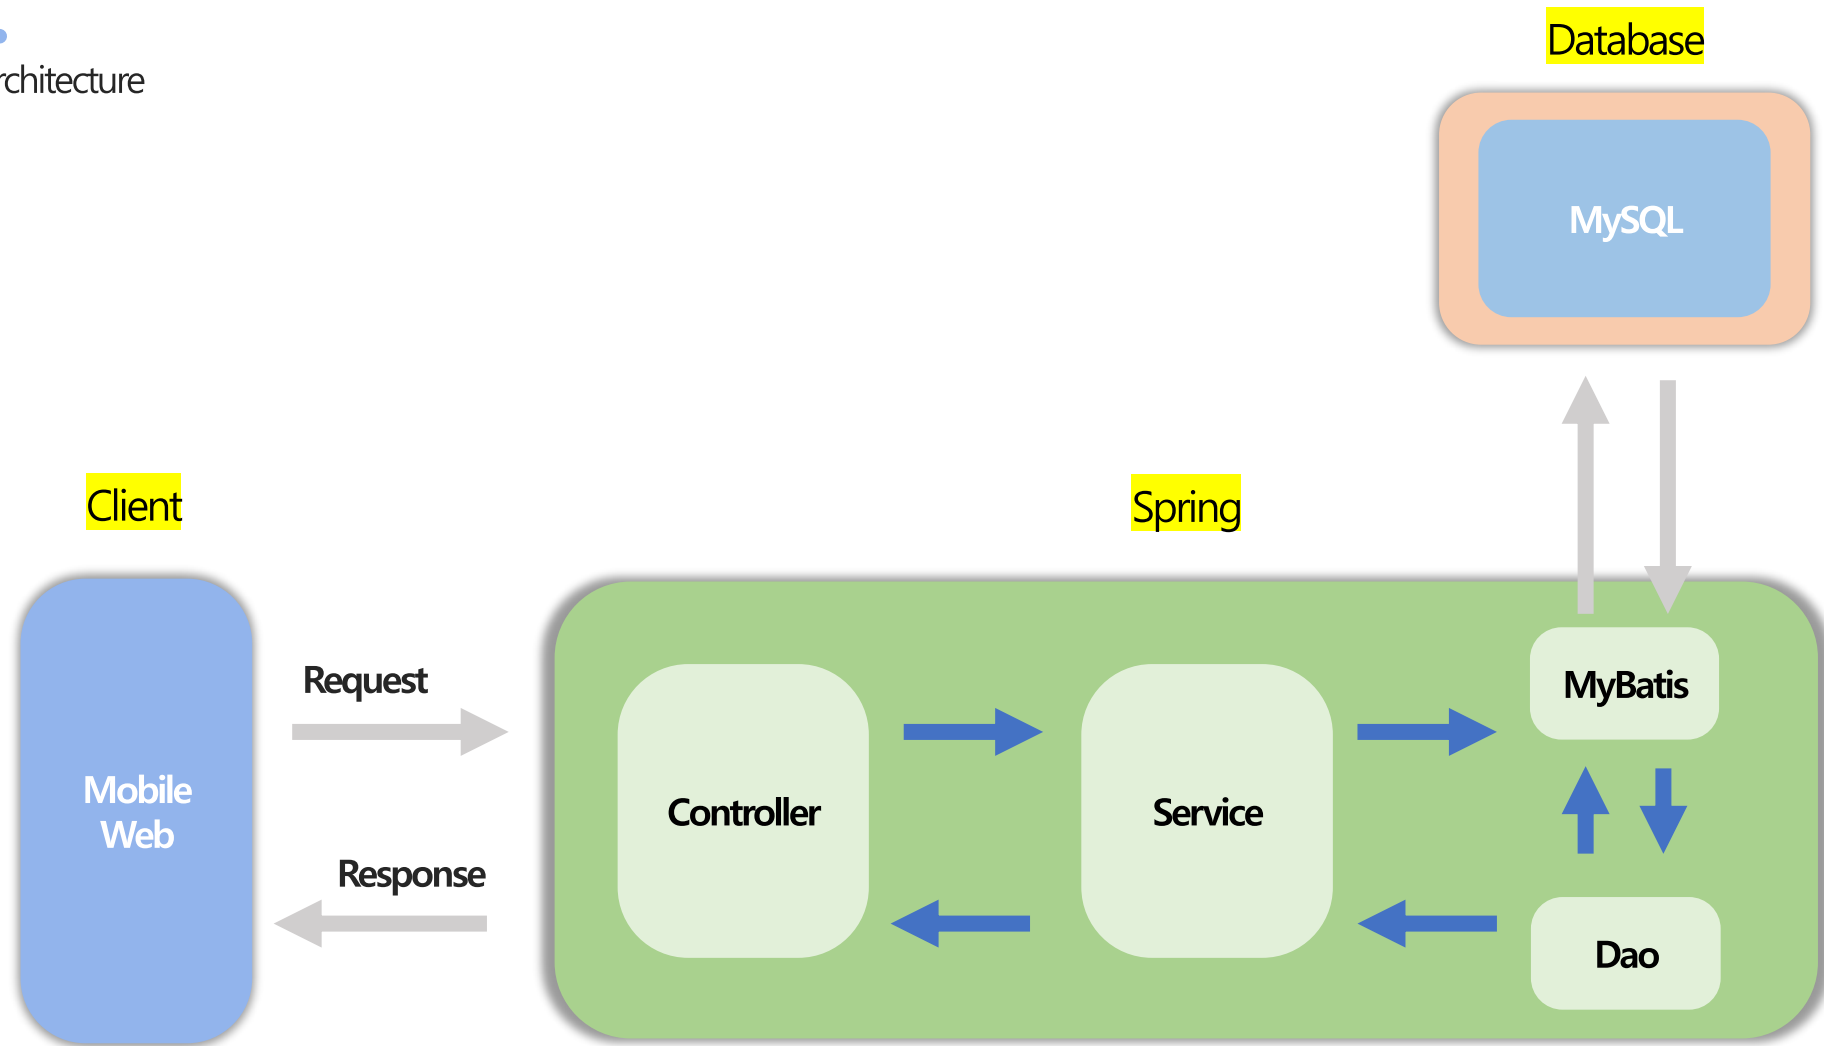 rchitecture
Database
MySQL
Client
Spring
Request
MyBatis
Mobile
Web
Controller
Service
Response
Dao